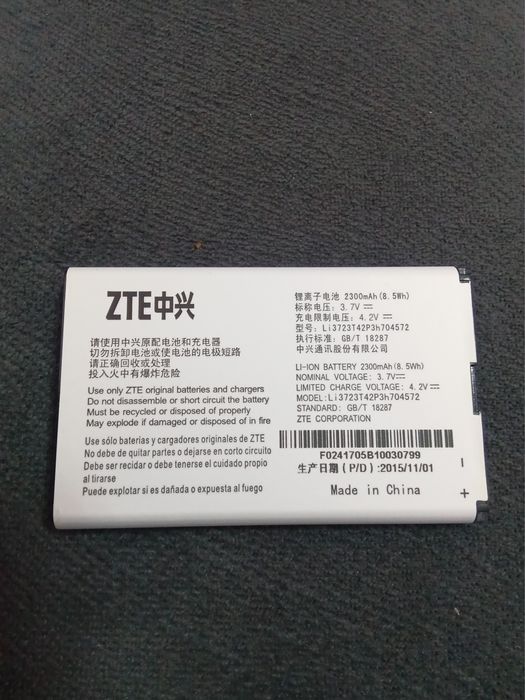 ZTE中兴
请使用中兴原配电池和充电器
切勿拆卸电池或使电池的电极短路
请正确回收或处理
投入火中有爆炸危险
Use only ZTE original batteries and chargers
Do not disassemble or short circuit the battery
Must be recycled or disposed of properly
May explode if damaged or disposed of in fire
Use sólo baterías y cargadores originales de ZTE
No debe de quitar partes o dejarse en corto circuito
Debe ser recidar o debe tenerse el cuidado propio
al tirarse
Puede explotar si es dañada o expuesta al fuego
锂离子电池 2300mAh(8.5Wh)
标称电压: 3.7V⎓
充电限制电压: 4.2V⎓
型号: Li3723T42P3h704572
执行标准: GB/T 18287
中兴通讯股份有限公司
LI-ION BATTERY 2300mAh(8.5Wh)
NOMINAL VOLTAGE: 3.7V⎓
LIMITED CHARGE VOLTAGE: 4.2V⎓
MODEL: Li3723T42P3h704572
STANDARD: GB/T 18287
ZTE CORPORATION
F0241705B10030799
生产日期 (P/D):2015/11/01
Made in China
–
+